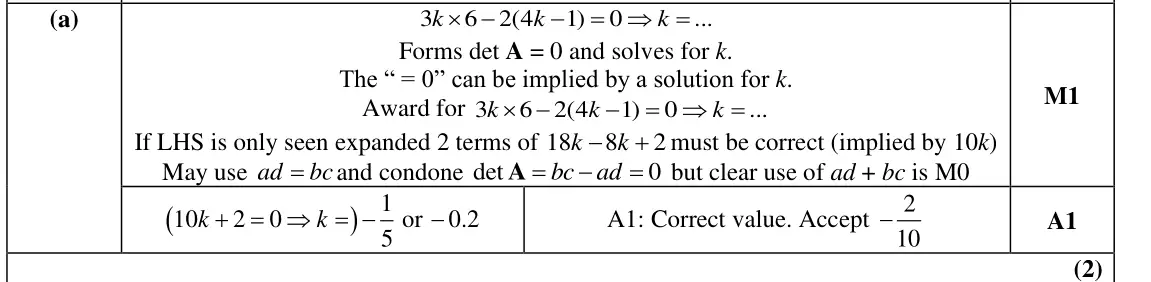 (a)
3k × 6 − 2(4k − 1) = 0 ⇒ k = ...
Forms det A = 0 and solves for k.
The “ = 0” can be implied by a solution for k.
Award for 3k × 6 − 2(4k − 1) = 0 ⇒ k = ...
If LHS is only seen expanded 2 terms of 18k − 8k + 2 must be correct (implied by 10k)
May use ad = bc and condone det A = bc − ad = 0 but clear use of ad + bc is M0
M1
(10k + 2 = 0 ⇒ k =) −1/5 or −0.2
A1: Correct value. Accept −2/10
A1
(2)